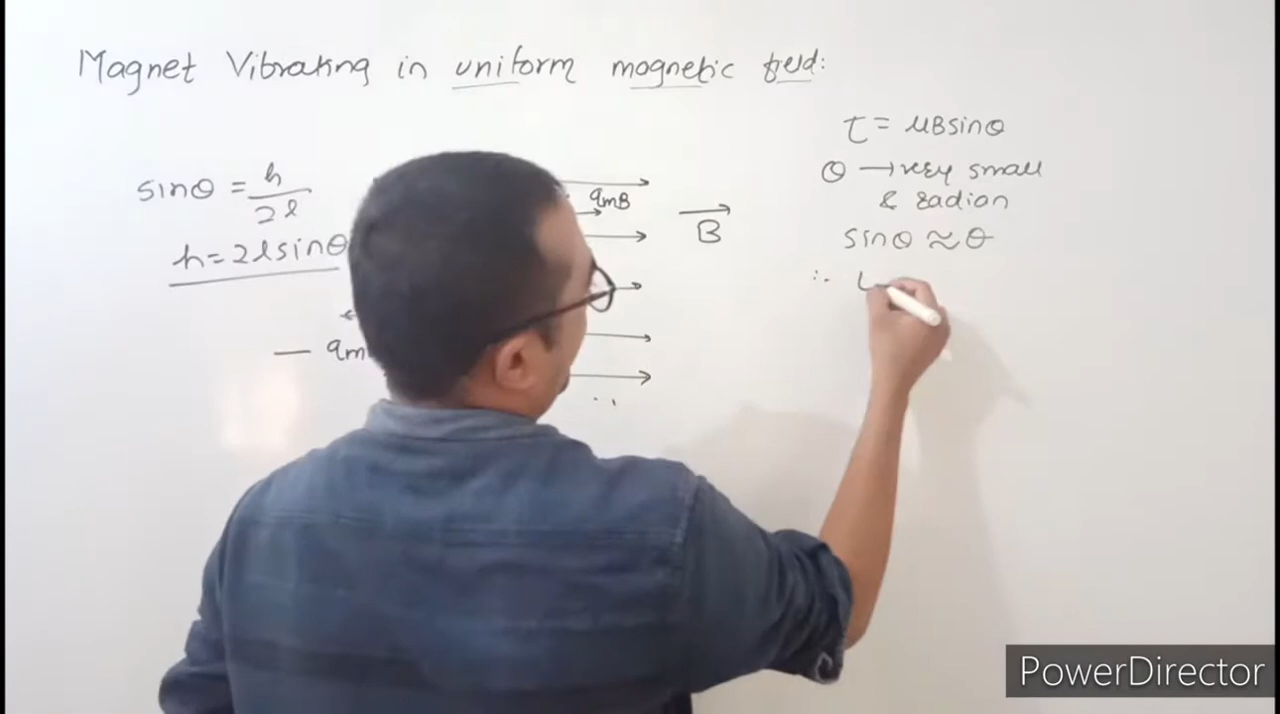 Magnet Vibrating in uniform magnetic field:
sinθ = h/2l
h = 2l sinθ
— qm
qmB
B
τ = μB sinθ
θ → very small
& radian
sinθ ≈ θ
∴
PowerDirector